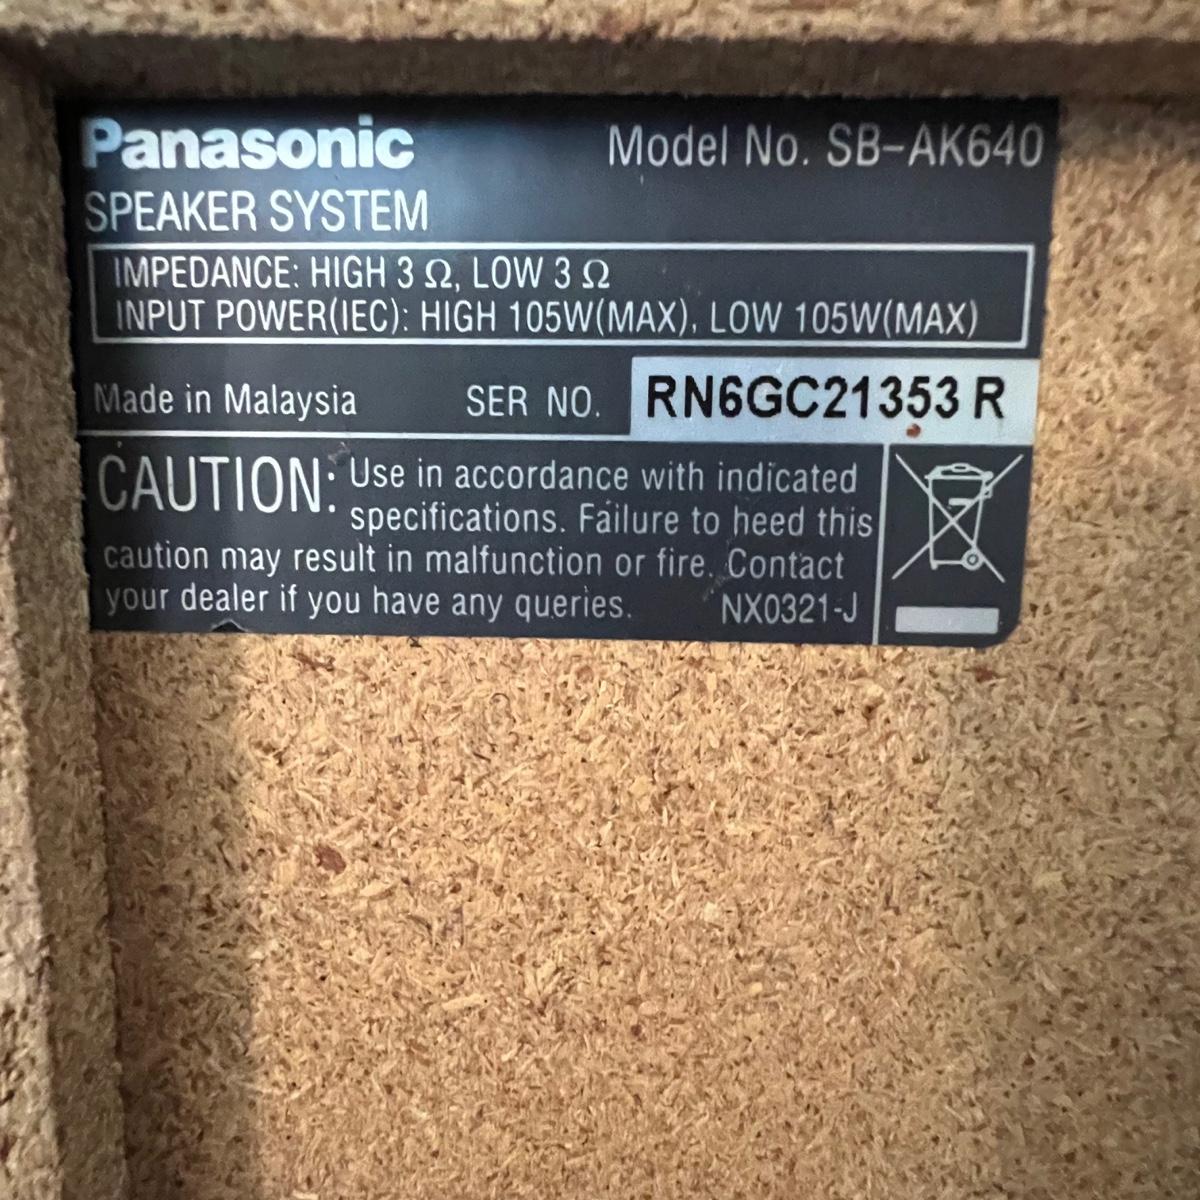 Panasonic Model No. SB-AK640
SPEAKER SYSTEM
IMPEDANCE: HIGH 3 Ω, LOW 3 Ω
INPUT POWER(IEC): HIGH 105W(MAX), LOW 105W(MAX)
Made in Malaysia SER NO. RN6GC21353 R
CAUTION: Use in accordance with indicated
specifications. Failure to heed this
caution may result in malfunction or fire. Contact
your dealer if you have any queries. NX0321-J